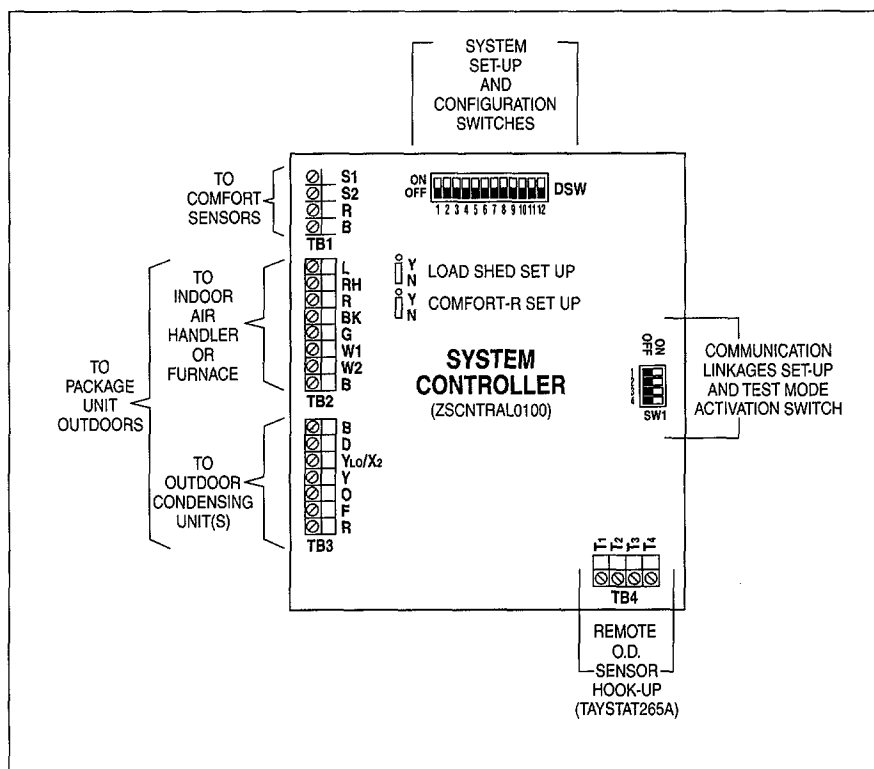 SYSTEM
SET-UP
AND
CONFIGURATION
SWITCHES
TO
COMFORT
SENSORS
S1
S2
R
B
TB1
ON
OFF
DSW
1 2 3 4 5 6 7 8 9 10 11 12
Y
N
LOAD SHED SET UP
Y
N
COMFORT-R SET UP
TO
PACKAGE
UNIT
OUTDOORS
TO
INDOOR
AIR
HANDLER
OR
FURNACE
L
RH
R
BK
G
W1
W2
B
TB2
SYSTEM
CONTROLLER
(ZSCNTRAL0100)
OFF
ON
1
2
3
4
SW1
COMMUNICATION
LINKAGES SET-UP
AND TEST MODE
ACTIVATION SWITCH
TO
OUTDOOR
CONDENSING
UNIT(S)
B
D
YLO/X2
Y
O
F
R
TB3
T1
T2
T3
T4
TB4
REMOTE
O.D.
SENSOR
HOOK-UP
(TAYSTAT265A)